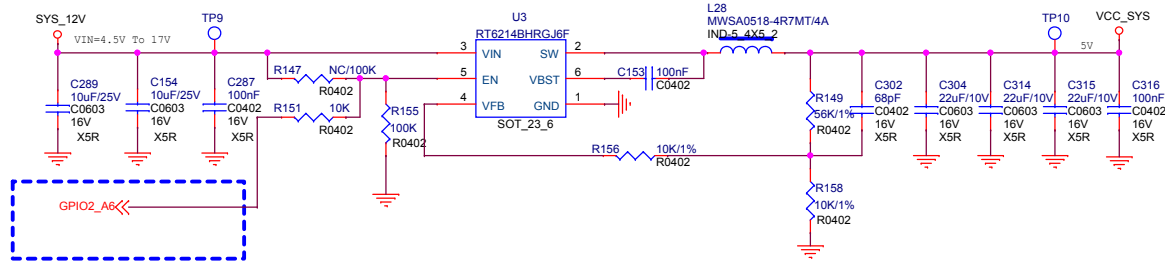 SYS_12V
VIN=4.5V To 17V
TP9
C289
10uF/25V
C0603
16V
X5R
C154
10uF/25V
C0603
16V
X5R
C287
100nF
C0402
16V
X5R
R147
NC/100K
R0402
R151
10K
R0402
R155
100K
R0402
GPIO2_A6
U3
RT6214BHRGJ6F
3
VIN
SW
2
5
EN
VBST
6
4
VFB
GND
1
SOT_23_6
C153
100nF
C0402
L28
MWSA0518-4R7MT/4A
IND-5_4X5_2
R156
10K/1%
R0402
R149
56K/1%
R0402
R158
10K/1%
R0402
C302
68pF
C0402
16V
X5R
C304
22uF/10V
C0603
16V
X5R
C314
22uF/10V
C0603
16V
X5R
C315
22uF/10V
C0603
16V
X5R
C316
100nF
C0402
16V
X5R
TP10
VCC_SYS
5V